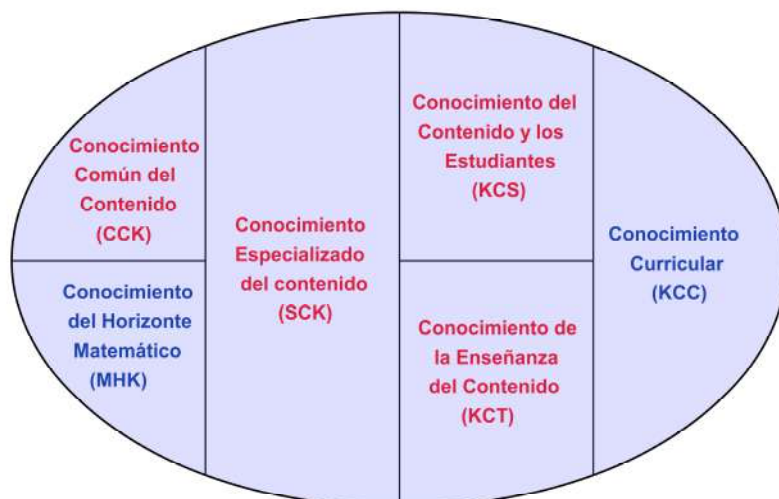 Conocimiento
Común del
Contenido
(CCK)
Conocimiento
del Horizonte
Matemático
(MHK)
Conocimiento
Especializado
del contenido
(SCK)
Conocimiento del
Contenido y los
Estudiantes
(KCS)
Conocimiento de
la Enseñanza
del Contenido
(KCT)
Conocimiento
Curricular
(KCC)